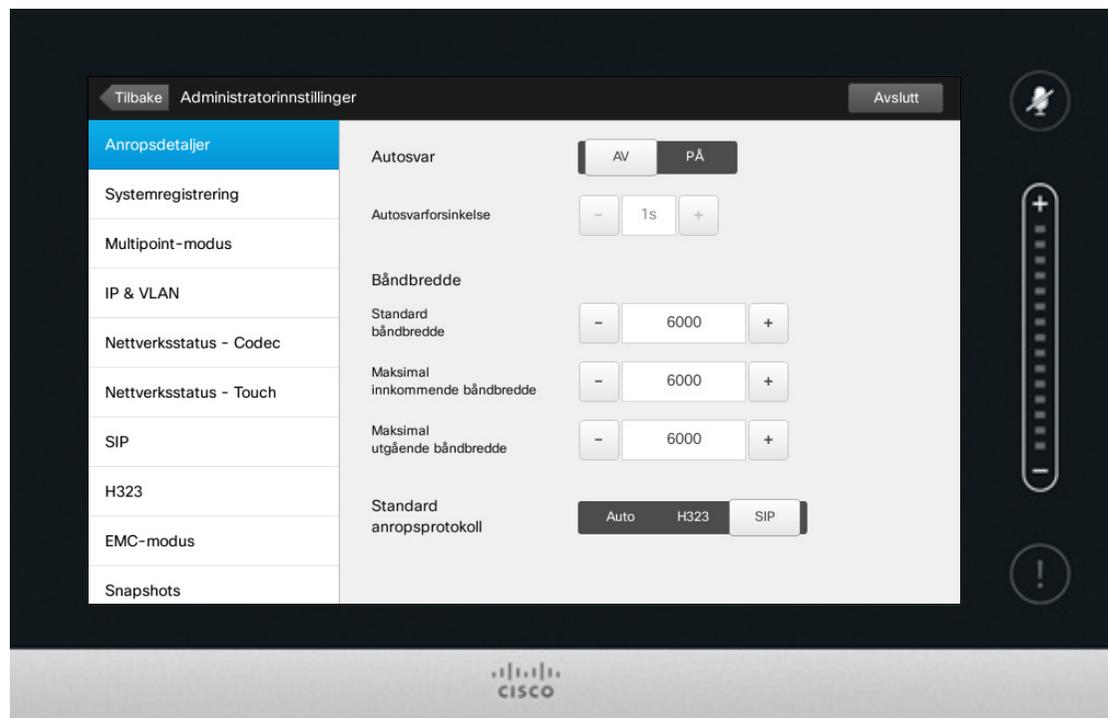 Tilbake Administratorinnstillinger Avslutt
Anropsdetaljer
Systemregistrering
Multipoint-modus
IP & VLAN
Nettverksstatus - Codec
Nettverksstatus - Touch
SIP
H323
EMC-modus
Snapshots
Autosvar AV PÅ
Autosvarforsinkelse - 1s +
Båndbredde
Standard
båndbredde - 6000 +
Maksimal
innkommende båndbredde - 6000 +
Maksimal
utgående båndbredde - 6000 +
Standard
anropsprotokoll Auto H323 SIP
+
-
!
CISCO